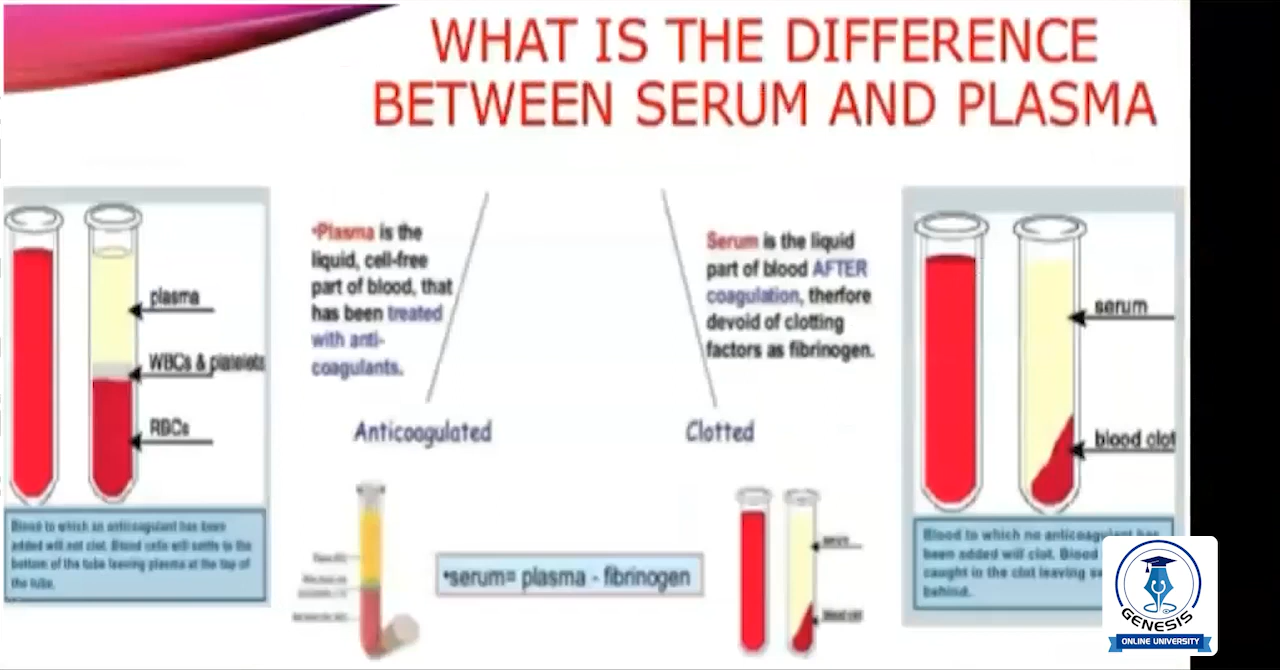 WHAT IS THE DIFFERENCE
BETWEEN SERUM AND PLASMA
plasma
WBCs & platelets
RBCs
Blood to which an anticoagulant has been
added will not clot. Blood cells will settle to the
bottom of the tube leaving plasma at the top of
the tube.
•Plasma is the
liquid, cell-free
part of blood, that
has been treated
with anti-
coagulants.
Anticoagulated
Serum is the liquid
part of blood AFTER
coagulation, therfore
devoid of clotting
factors as fibrinogen.
Clotted
•serum= plasma - fibrinogen
serum
blood clot
serum
blood clot
Blood to which no anticoagulant has
been added will clot. Blood
caught in the clot leaving
behind.
GENESIS
ONLINE UNIVERSITY